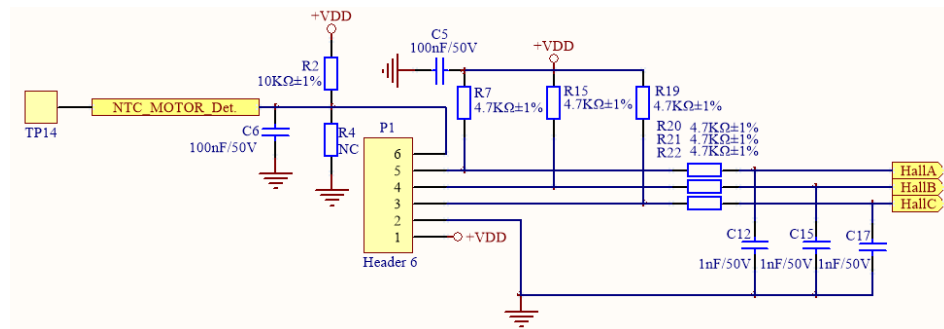 +VDD
C5
100nF/50V
+VDD
R2
10KΩ±1%
R7
4.7KΩ±1%
R15
4.7KΩ±1%
R19
4.7KΩ±1%
NTC_MOTOR_Det.
TP14
C6
100nF/50V
R4
NC
P1
R20 4.7KΩ±1%
R21 4.7KΩ±1%
R22 4.7KΩ±1%
6
5
4
3
2
1
+VDD
Header 6
HallA
HallB
HallC
C12
1nF/50V
C15
1nF/50V
C17
1nF/50V